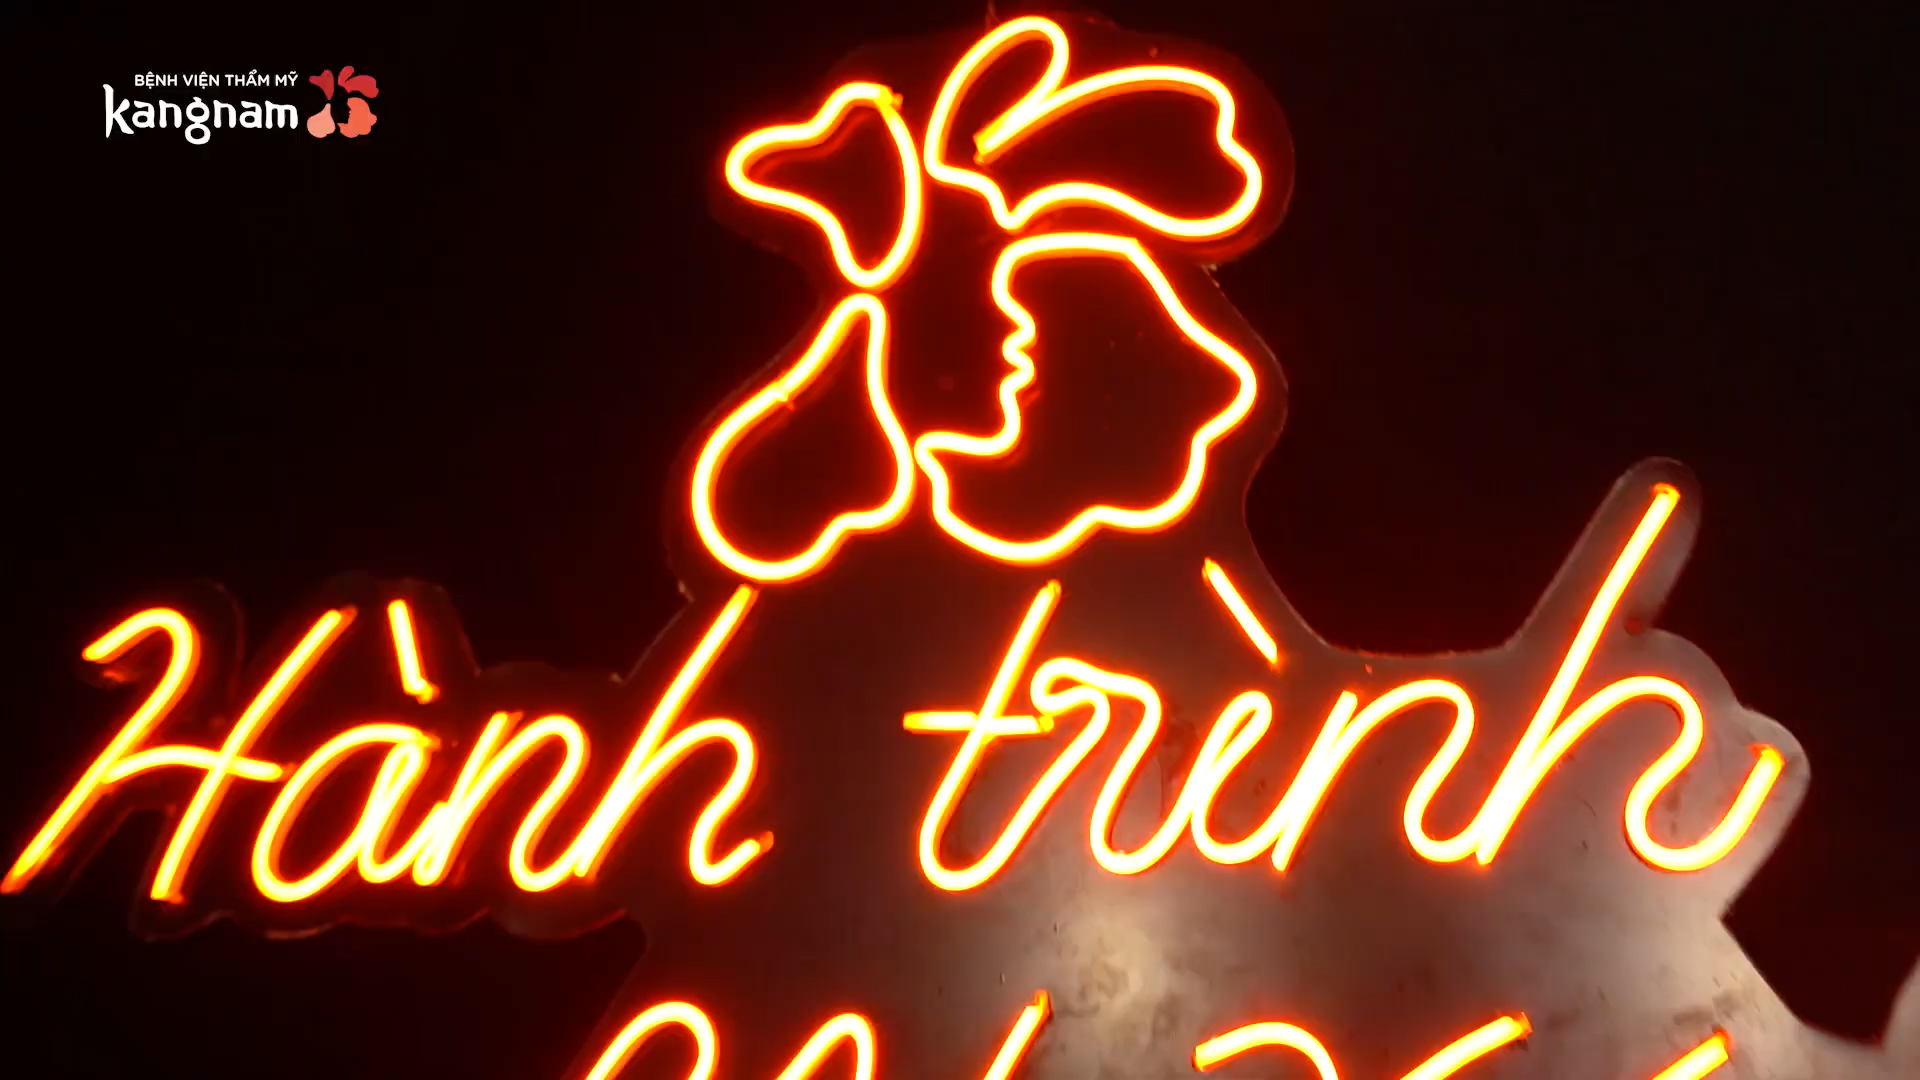 BỆNH VIỆN THẨM MỸ
kangnam
Hành trình